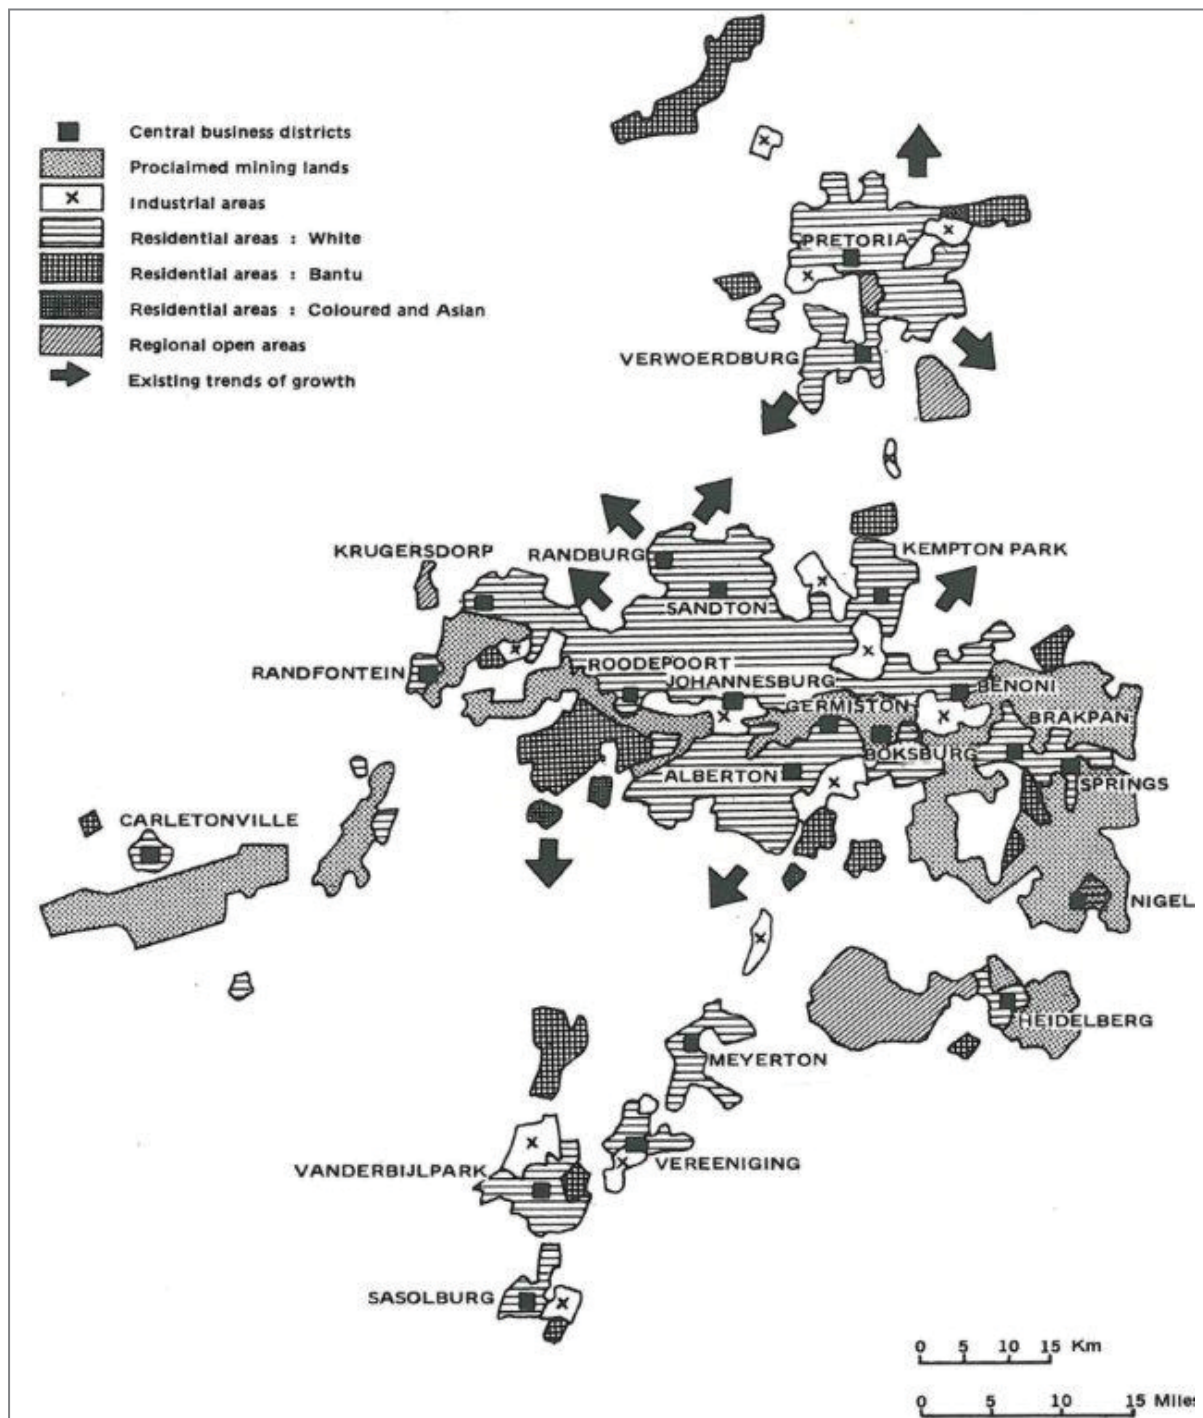 Central business districts
Proclaimed mining lands
x Industrial areas
Residential areas : White
Residential areas : Bantu
Residential areas : Coloured and Asian
Regional open areas
Existing trends of growth
x
PRETORIA x
x
VERWOERDBURG
x
KRUGERSDORP
RANDBURG
KEMPTON PARK
x
SANDTON
x
x
RANDFONTEIN
ROODEPOORT
JOHANNESBURG
BENONI
GERMISTON
x
x
BRAKPAN
BOKSBURG
ALBERTON
x
SPRINGS
CARLETONVILLE
NIGEL
x
HEIDELBERG
MEYERTON
x
VANDERBIJLPARK
x
VEREENIGING
SASOLBURG
x
0 5 10 15 Km
0 5 10 15 Miles